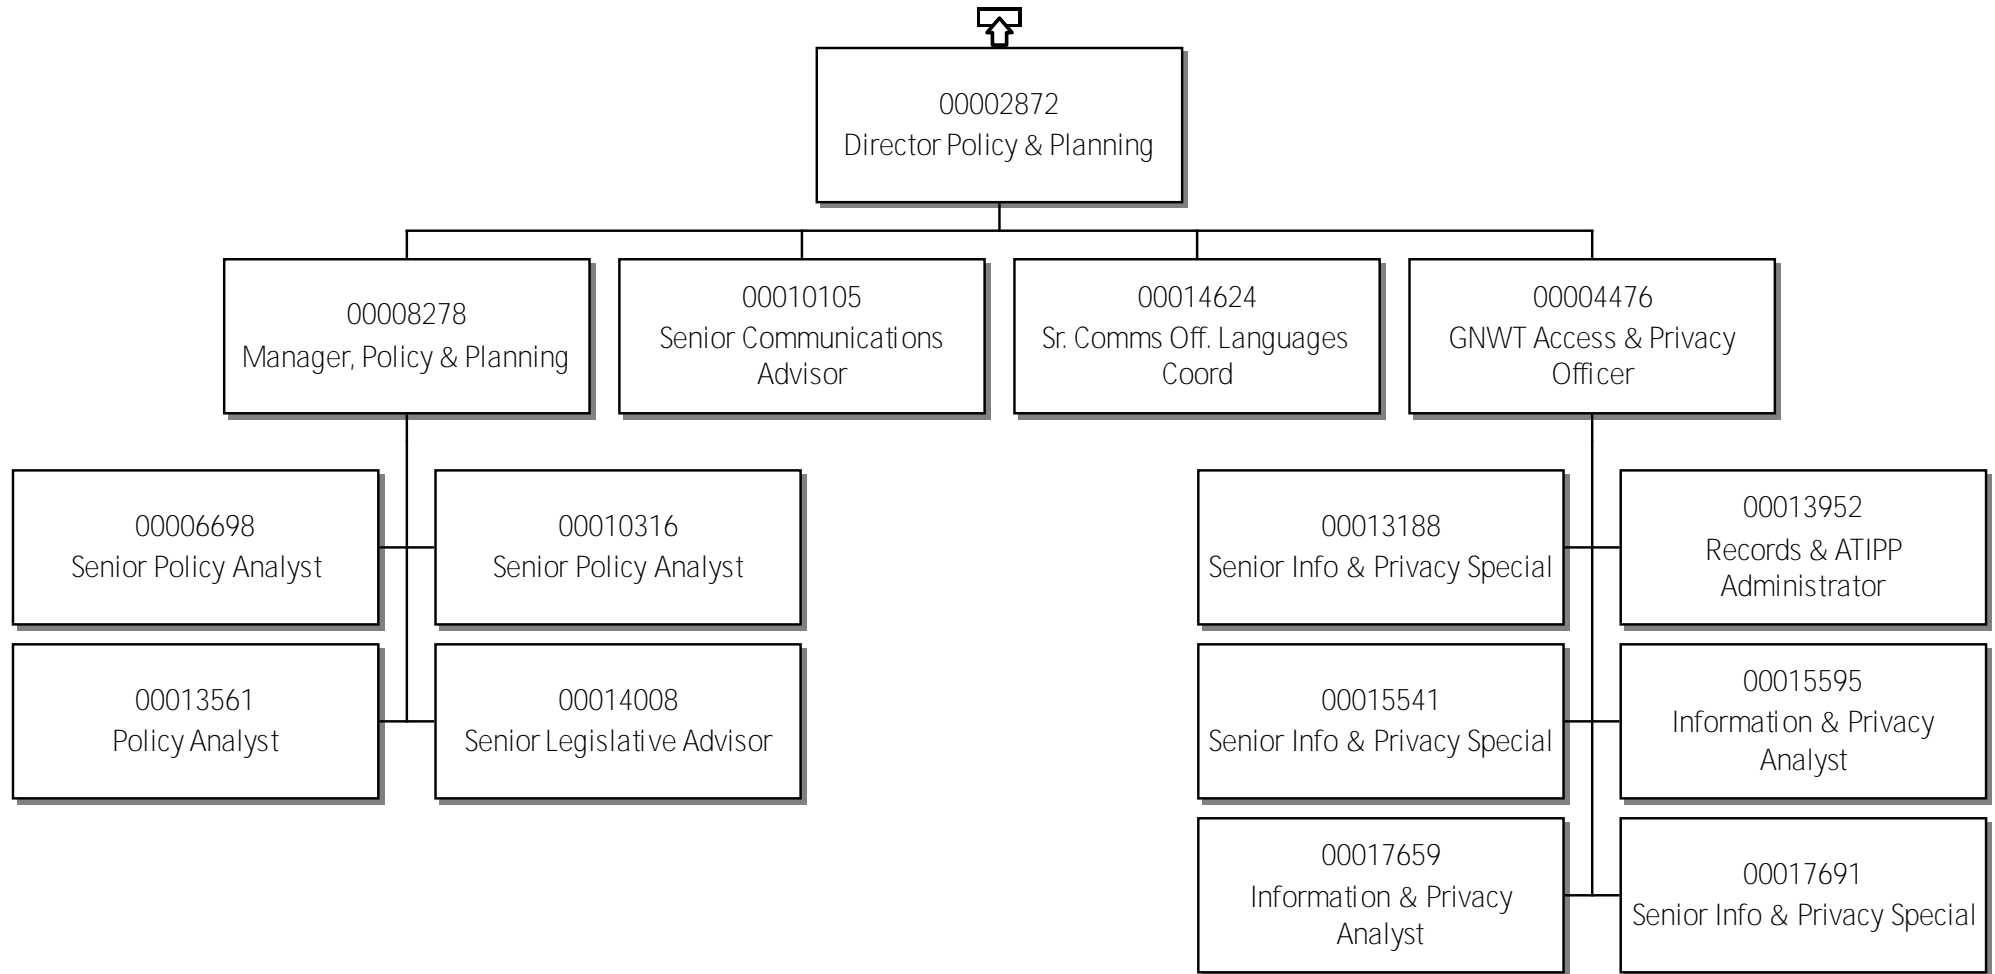 00002872
Director Policy & Planning
00008278
Manager, Policy & Planning
00010105
Senior Communications
Advisor
00014624
Sr. Comms Off. Languages
Coord
00004476
GNWT Access & Privacy
Officer
00006698
Senior Policy Analyst
00010316
Senior Policy Analyst
00013561
Policy Analyst
00014008
Senior Legislative Advisor
00013188
Senior Info & Privacy Special
00013952
Records & ATIPP
Administrator
00015541
Senior Info & Privacy Special
00015595
Information & Privacy
Analyst
00017659
Information & Privacy
Analyst
00017691
Senior Info & Privacy Special